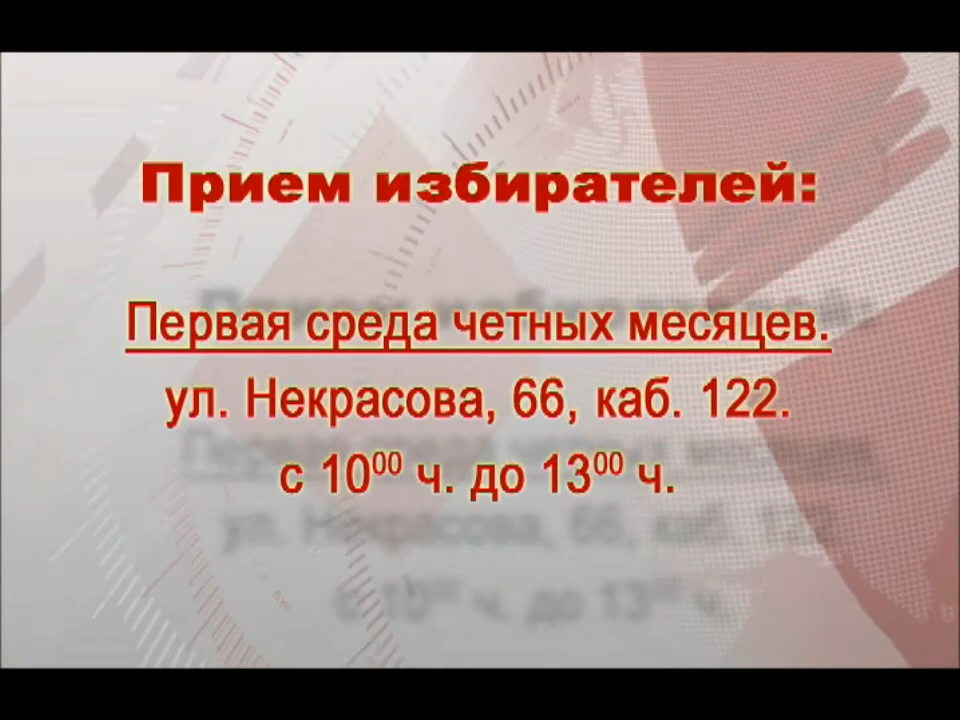 Прием избирателей:
Первая среда четных месяцев.
ул. Некрасова, 66, каб. 122.
с 10⁰⁰ ч. до 13⁰⁰ ч.